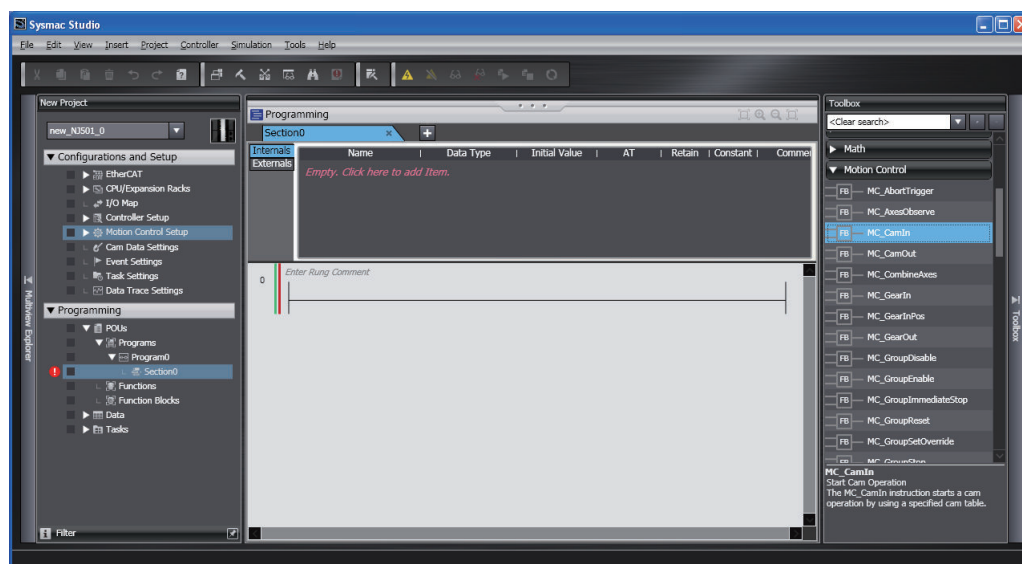 Sysmac Studio
File Edit View Insert Project Controller Simulation Tools Help
New Project
new_NJ501_0
Configurations and Setup
EtherCAT
CPU/Expansion Racks
I/O Map
Controller Setup
Motion Control Setup
Cam Data Settings
Event Settings
Task Settings
Data Trace Settings
Programming
POUs
Programs
Program0
Section0
Functions
Function Blocks
Data
Tasks
Filter
Multiview Explorer
Programming
Section0
Internals
Externals
Name Data Type Initial Value AT Retain Constant Commen
Empty. Click here to add Item.
0
Enter Rung Comment
Toolbox
<Clear search>
Math
Motion Control
FB MC_AbortTrigger
FB MC_AxesObserve
FB MC_CamIn
FB MC_CamOut
FB MC_CombineAxes
FB MC_GearIn
FB MC_GearInPos
FB MC_GearOut
FB MC_GroupDisable
FB MC_GroupEnable
FB MC_GroupImmediateStop
FB MC_GroupReset
FB MC_GroupSetOverride
FB MC_GroupStop
MC_CamIn
Start Cam Operation
The MC_CamIn instruction starts a cam
operation by using a specified cam table.
Toolbox